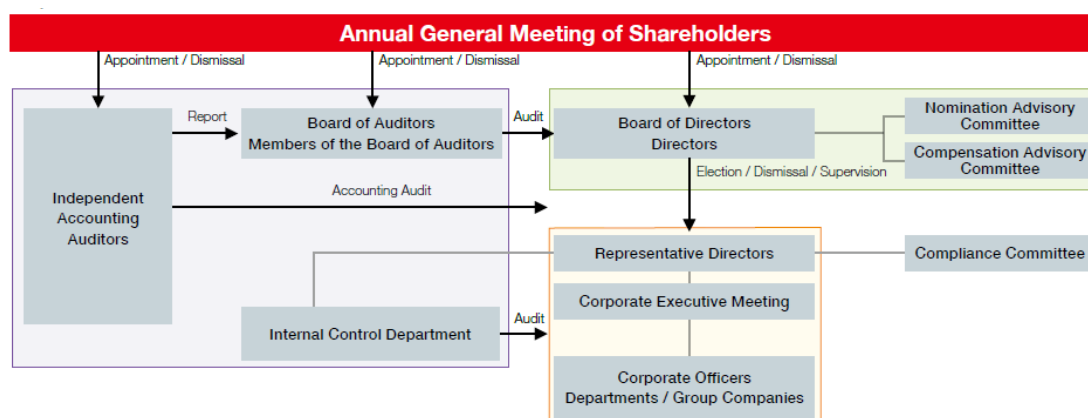 Annual General Meeting of Shareholders
Appointment / Dismissal
Appointment / Dismissal
Appointment / Dismissal
Independent
Accounting
Auditors
Report
Board of Auditors
Members of the Board of Auditors
Audit
Board of Directors
Directors
Nomination Advisory
Committee
Compensation Advisory
Committee
Election / Dismissal / Supervision
Accounting Audit
Representative Directors
Compliance Committee
Corporate Executive Meeting
Internal Control Department
Audit
Corporate Officers
Departments / Group Companies